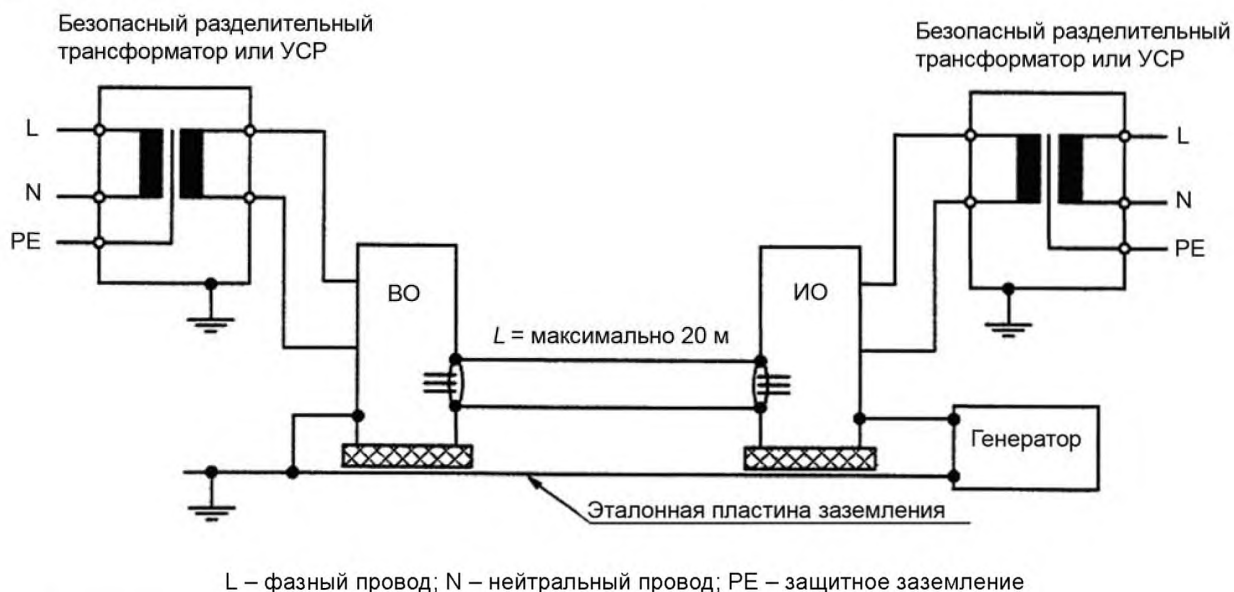 Безопасный разделительный
трансформатор или УСР
Безопасный разделительный
трансформатор или УСР
L
N
PE
L
N
PE
ВО
ИО
L = максимально 20 м
Генератор
Эталонная пластина заземления
L – фазный провод; N – нейтральный провод; PE – защитное заземление